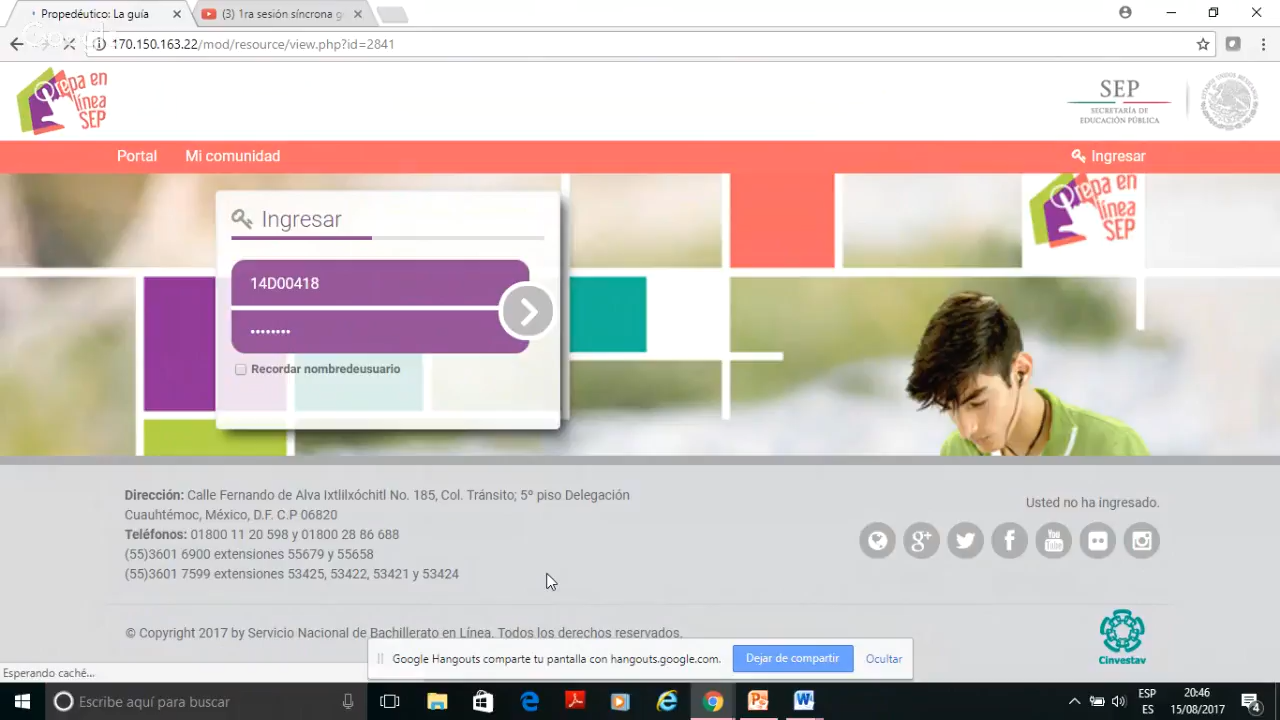 Propedéutico: La guía
(3) 1ra sesión síncrona g
170.150.163.22/mod/resource/view.php?id=2841
Prepa en
línea
SEP
SEP
SECRETARÍA DE
EDUCACIÓN PÚBLICA
Portal
Mi comunidad
Ingresar
Prepa en
línea
SEP
Ingresar
14D00418
Recordar nombredeusuario
Dirección: Calle Fernando de Alva Ixtlilxóchitl No. 185, Col. Tránsito; 5º piso Delegación
Cuauhtémoc, México, D.F. C.P 06820
Teléfonos: 01800 11 20 598 y 01800 28 86 688
(55)3601 6900 extensiones 55679 y 55658
(55)3601 7599 extensiones 53425, 53422, 53421 y 53424
Usted no ha ingresado.
You
Tube
© Copyright 2017 by Servicio Nacional de Bachillerato en Línea. Todos los derechos reservados.
Cinvestav
Google Hangouts comparte tu pantalla con hangouts.google.com.
Dejar de compartir
Ocultar
Esperando caché...
Escribe aquí para buscar
ESP
ES
20:46
15/08/2017
4